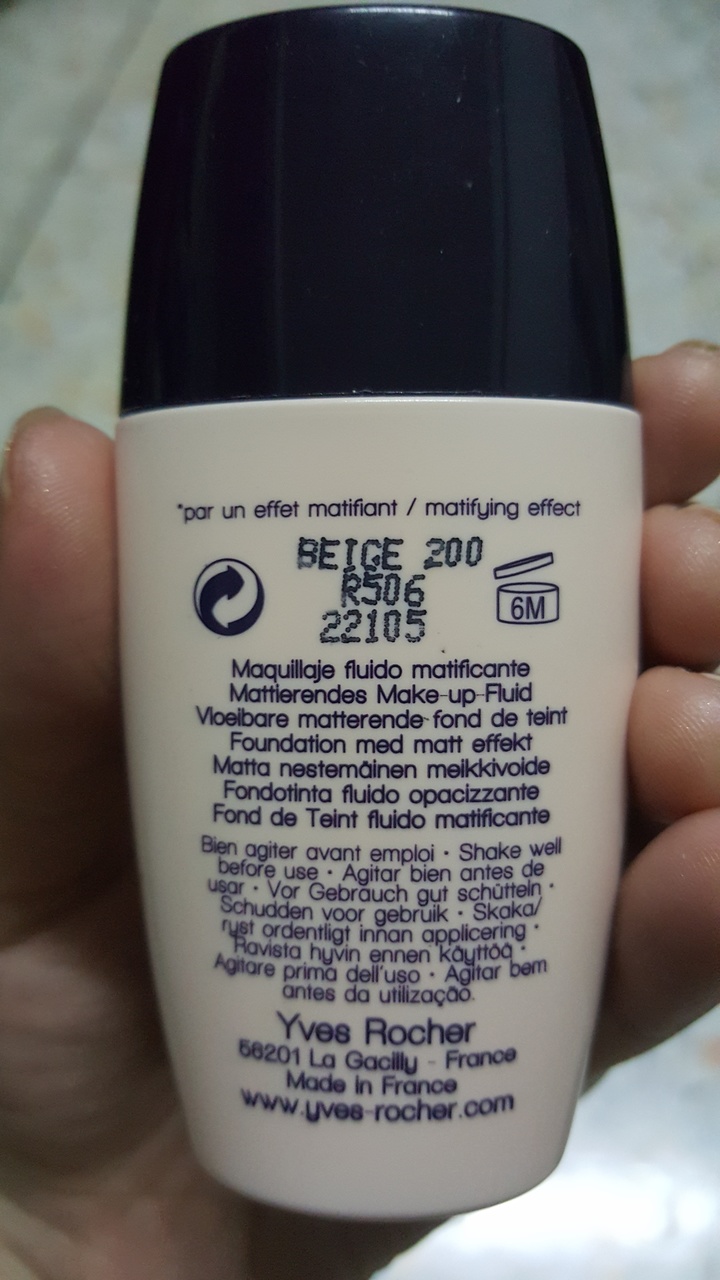 *par un effet matifiant / matifying effect
BEIGE 200
R506
22105
6M
Maquillaje fluido matificante
Mattierendes Make-up-Fluid
Vloeibare matterende fond de teint
Foundation med matt effekt
Matta nestemäinen meikkivoide
Fondotinta fluido opacizzante
Fond de Teint fluido matificante
Bien agiter avant emploi · Shake well
before use · Agitar bien antes de
usar · Vor Gebrauch gut schütteln ·
Schudden voor gebruik · Skaka/
ryst ordentligt innan applicering ·
Ravista hyvin ennen käyttöä ·
Agitare prima dell'uso · Agitar bem
antes da utilização.
Yves Rocher
56201 La Gacilly - France
Made in France
www.yves-rocher.com